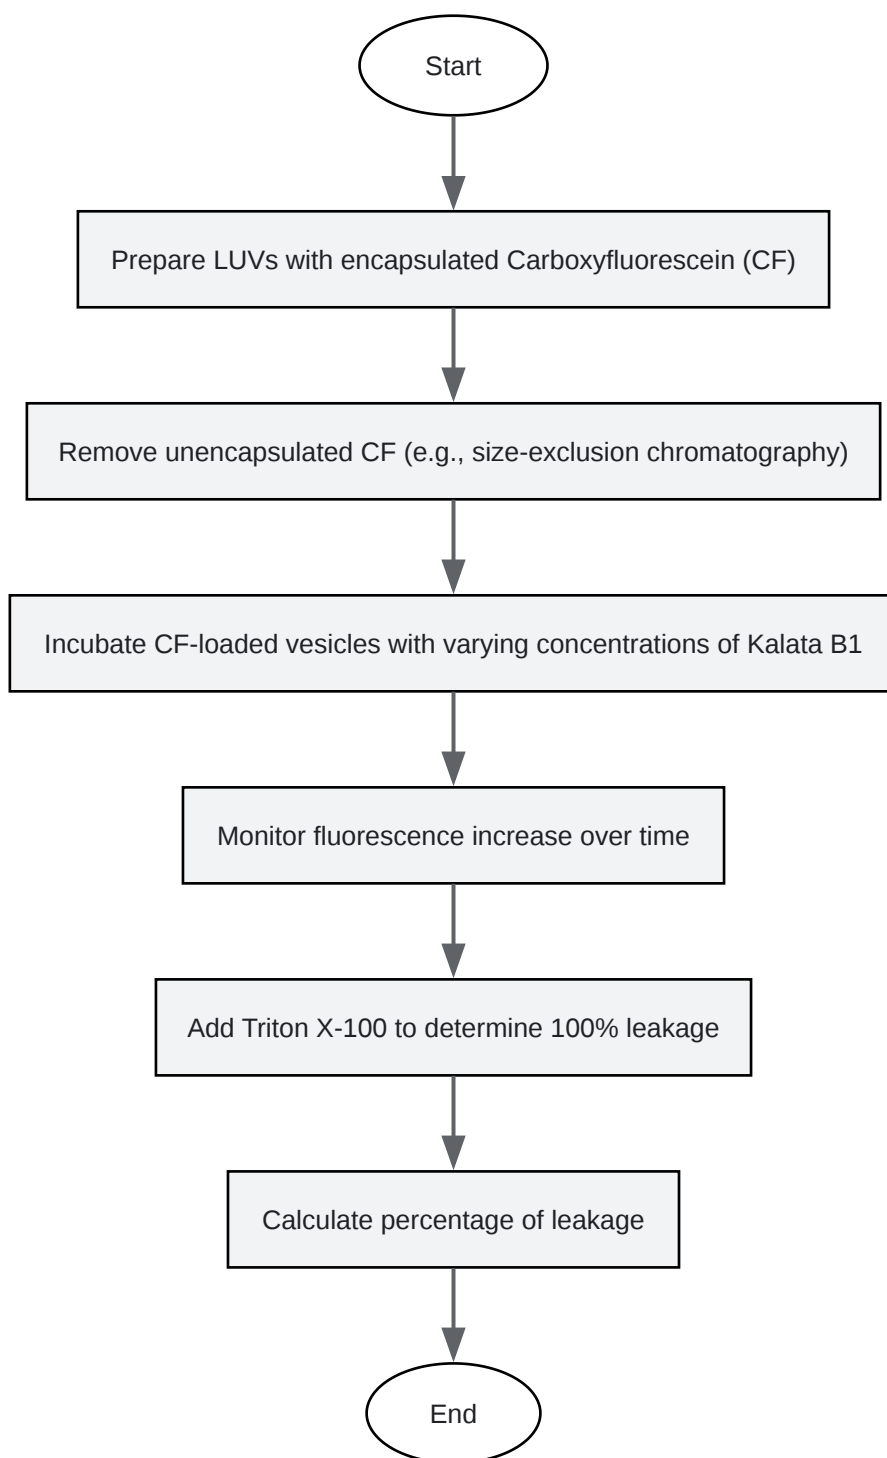 Start
Prepare LUVs with encapsulated Carboxyfluorescein (CF)
Remove unencapsulated CF (e.g., size-exclusion chromatography)
Incubate CF-loaded vesicles with varying concentrations of Kalata B1
Monitor fluorescence increase over time
Add Triton X-100 to determine 100% leakage
Calculate percentage of leakage
End